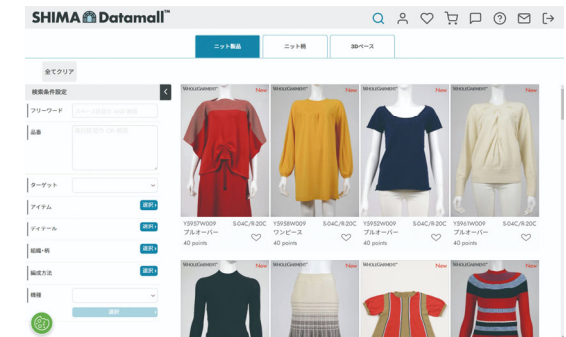 SHIMA Datamall™
ニット製品
ニット柄
3Dベース
全てクリア
検索条件設定
フリーワード
品番
ターゲット
アイテム
選択
ディテール
選択
組織・柄
選択
編成方法
選択
機種
選択
WHOLEGARMENT® New
WHOLEGARMENT® New
WHOLEGARMENT® New
WHOLEGARMENT® New
Y5957W009 S-04C/R-20C
プルオーバー
40 points
Y5958W009 S-04C/R-20C
ワンピース
40 points
Y5952W009 S-04C/R-20C
プルオーバー
40 points
Y5961W009 S-04C/R-20C
プルオーバー
40 points
WHOLEGARMENT® New
WHOLEGARMENT® New
WHOLEGARMENT® New
WHOLEGARMENT® New